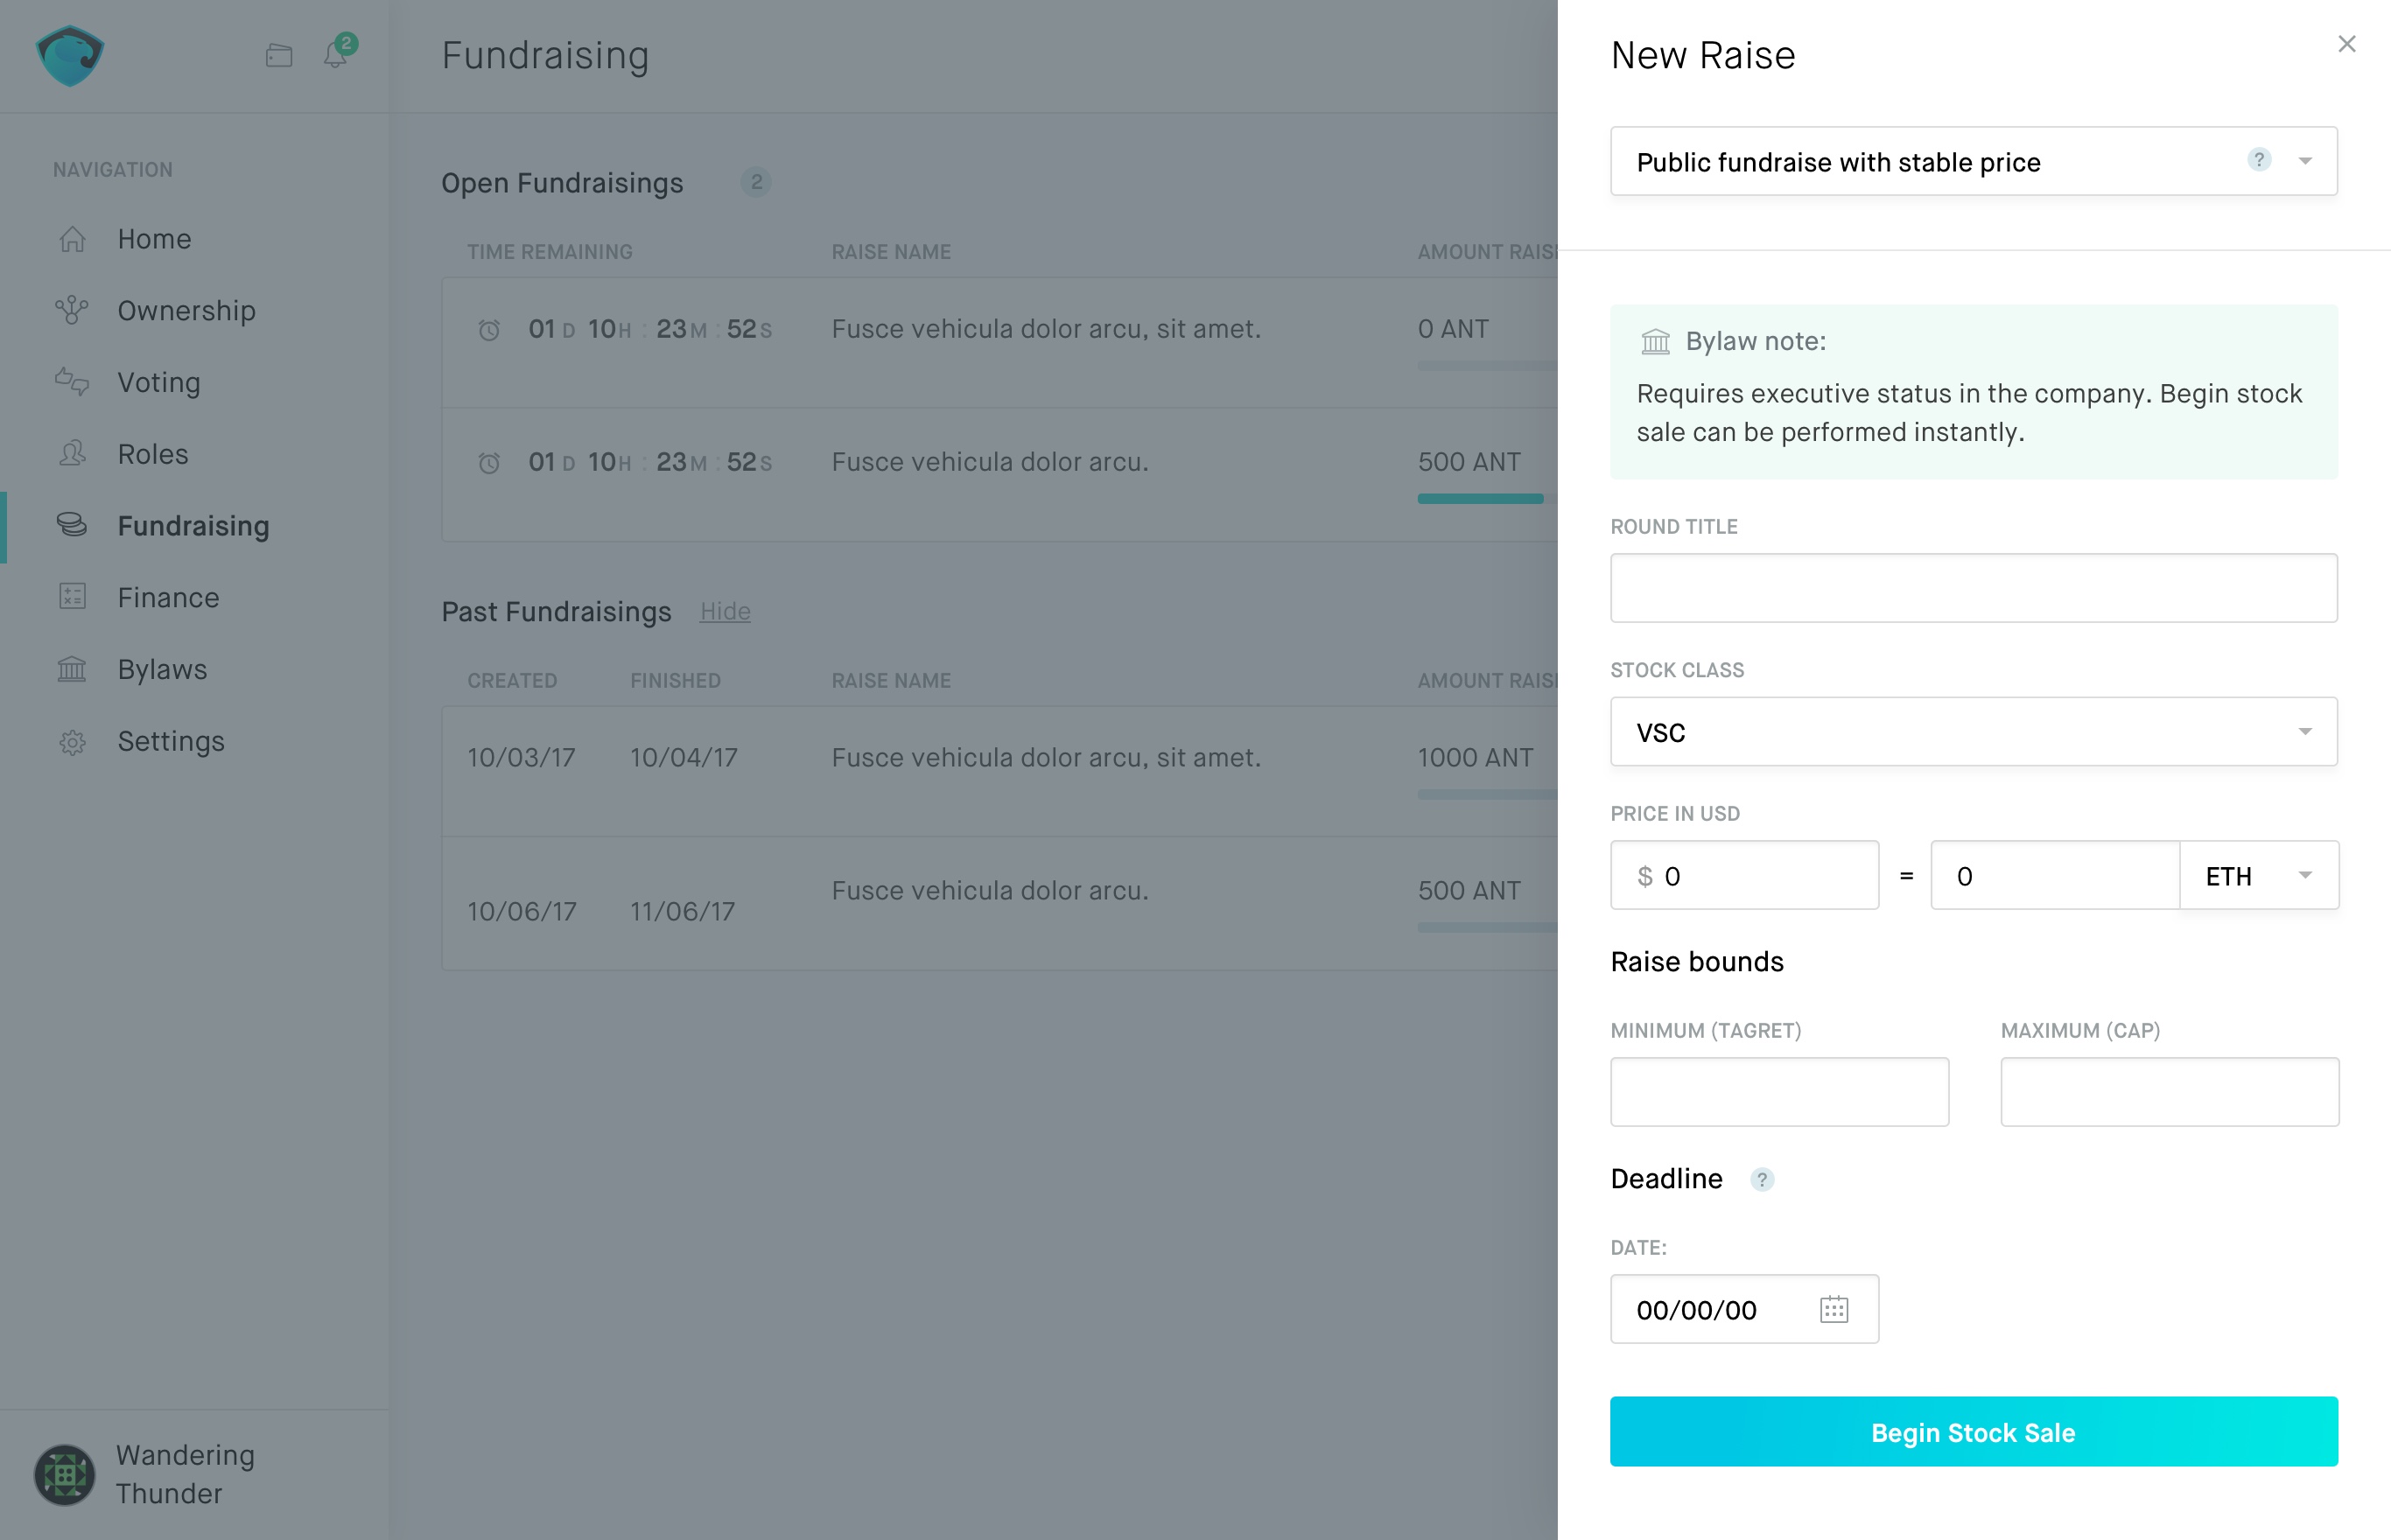 2
NAVIGATION
Home
Ownership
Voting
Roles
Fundraising
Finance
Bylaws
Settings
Wandering
Thunder
Fundraising
Open Fundraisings 2
TIME REMAINING RAISE NAME AMOUNT RAIS
01 D 10H : 23M : 52S Fusce vehicula dolor arcu, sit amet. 0 ANT
01 D 10H : 23M : 52S Fusce vehicula dolor arcu. 500 ANT
Past Fundraisings Hide
CREATED FINISHED RAISE NAME AMOUNT RAIS
10/03/17 10/04/17 Fusce vehicula dolor arcu, sit amet. 1000 ANT
10/06/17 11/06/17 Fusce vehicula dolor arcu. 500 ANT
New Raise
Public fundraise with stable price ?
Bylaw note:
Requires executive status in the company. Begin stock
sale can be performed instantly.
ROUND TITLE
STOCK CLASS
VSC
PRICE IN USD
$ 0 = 0 ETH
Raise bounds
MINIMUM (TAGRET) MAXIMUM (CAP)
Deadline ?
DATE:
00/00/00
Begin Stock Sale